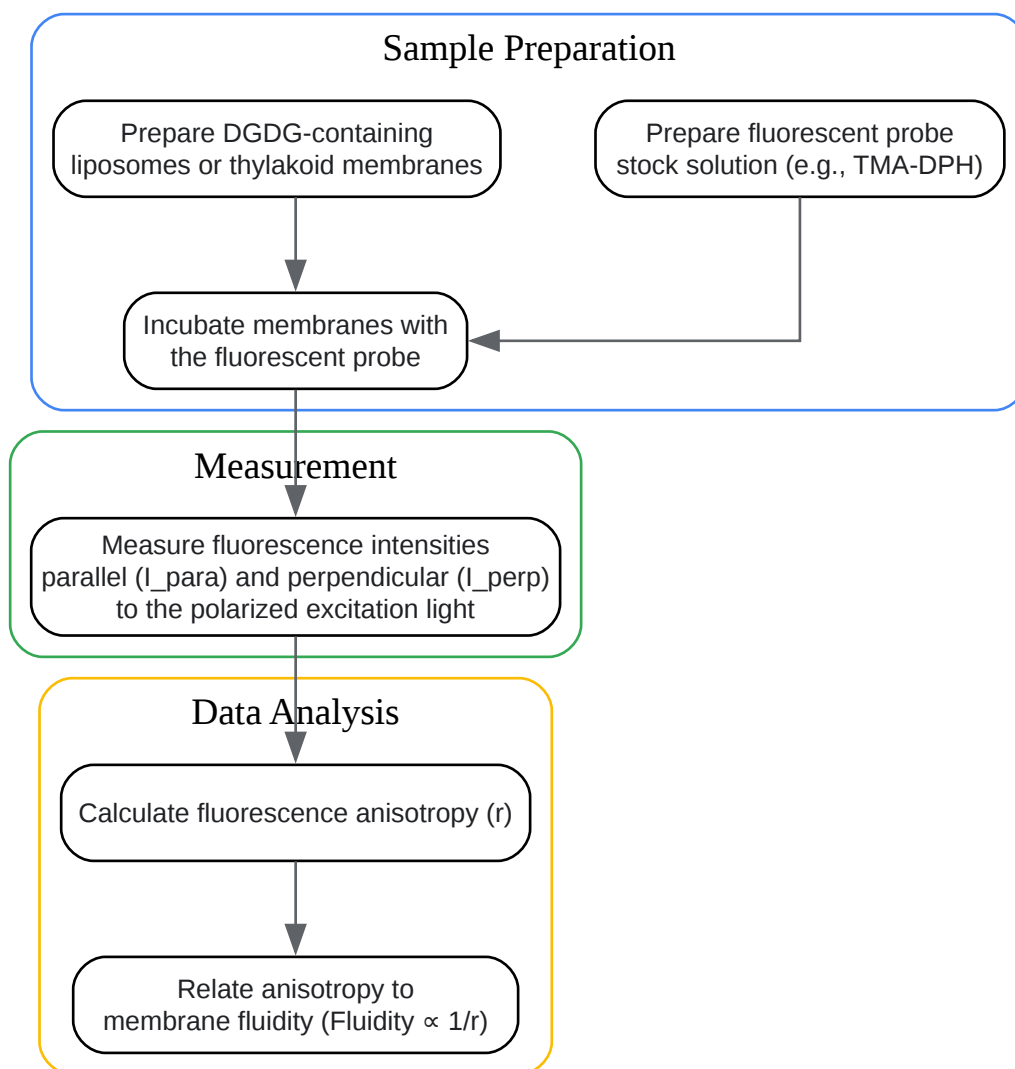 Sample Preparation
Prepare DGDG-containing
liposomes or thylakoid membranes
Prepare fluorescent probe
stock solution (e.g., TMA-DPH)
Incubate membranes with
the fluorescent probe
Measurement
Measure fluorescence intensities
parallel (I_para) and perpendicular (I_perp)
to the polarized excitation light
Data Analysis
Calculate fluorescence anisotropy (r)
Relate anisotropy to
membrane fluidity (Fluidity ∝ 1/r)